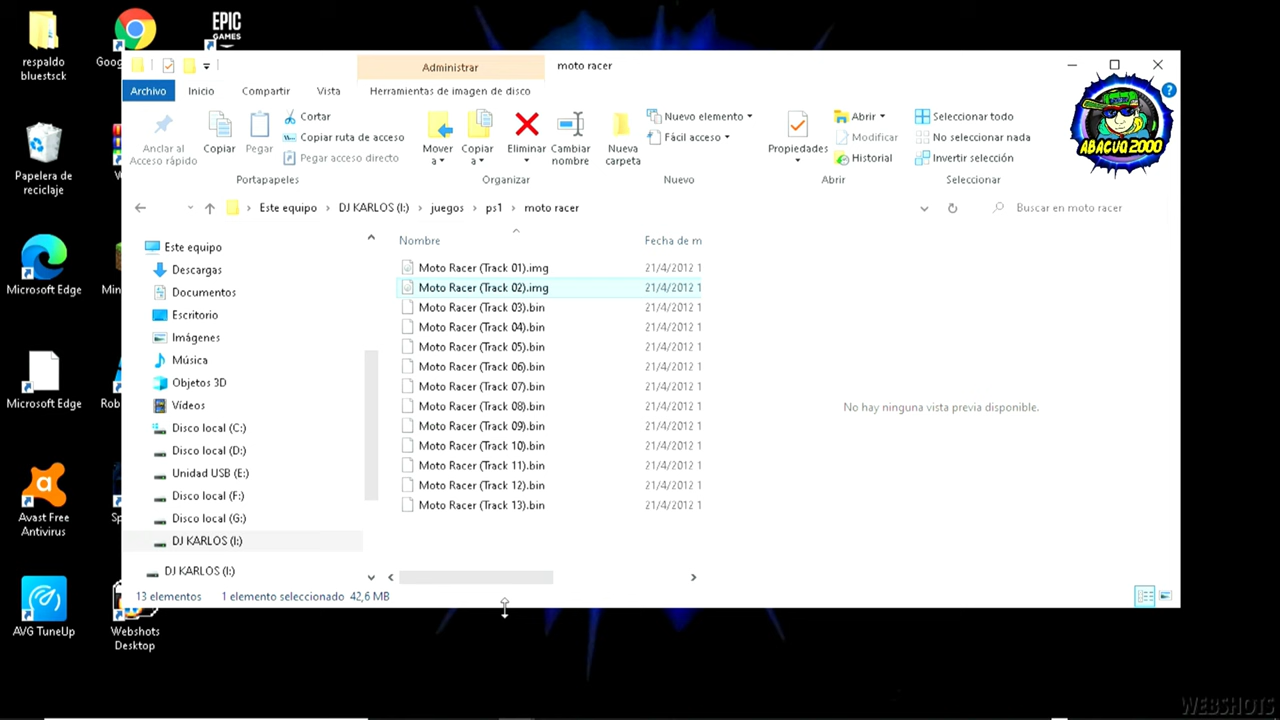 respaldo
bluestsck
Goog
EPIC
GAMES
Papelera de
reciclaje
Microsoft Edge
Min
Microsoft Edge
Rob
Avast Free
Antivirus
Sp
AVG TuneUp
Webshots
Desktop
Administrar
moto racer
Archivo
Inicio
Compartir
Vista
Herramientas de imagen de disco
Anclar al
Acceso rápido
Copiar
Pegar
Cortar
Copiar ruta de acceso
Pegar acceso directo
Portapapeles
Mover
a
Copiar
a
Eliminar
Cambiar
nombre
Organizar
Nueva
carpeta
Nuevo elemento
Fácil acceso
Nuevo
Propiedades
Abrir
Modificar
Historial
Abrir
Seleccionar todo
No seleccionar nada
Invertir selección
Seleccionar
ABACUQ 2000
Este equipo > DJ KARLOS (I:) > juegos > ps1 > moto racer
Buscar en moto racer
Este equipo
Descargas
Documentos
Escritorio
Imágenes
Música
Objetos 3D
Vídeos
Disco local (C:)
Disco local (D:)
Unidad USB (E:)
Disco local (F:)
Disco local (G:)
DJ KARLOS (I:)
DJ KARLOS (I:)
Nombre Fecha de m
Moto Racer (Track 01).img 21/4/2012 1
Moto Racer (Track 02).img 21/4/2012 1
Moto Racer (Track 03).bin 21/4/2012 1
Moto Racer (Track 04).bin 21/4/2012 1
Moto Racer (Track 05).bin 21/4/2012 1
Moto Racer (Track 06).bin 21/4/2012 1
Moto Racer (Track 07).bin 21/4/2012 1
Moto Racer (Track 08).bin 21/4/2012 1
Moto Racer (Track 09).bin 21/4/2012 1
Moto Racer (Track 10).bin 21/4/2012 1
Moto Racer (Track 11).bin 21/4/2012 1
Moto Racer (Track 12).bin 21/4/2012 1
Moto Racer (Track 13).bin 21/4/2012 1
No hay ninguna vista previa disponible.
13 elementos 1 elemento seleccionado 42,6 MB
WEBSHOTS